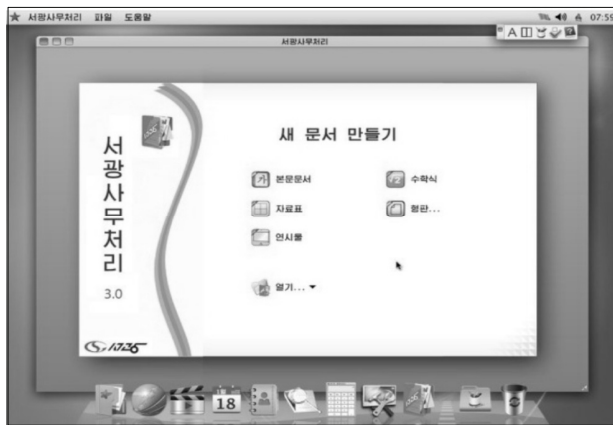 서광사무처리 파일 도움말
07:59
A
서광사무처리
서광사무처리
3.0
새 문서 만들기
본문문서
수학식
자료표
형판...
연시물
열기...
18